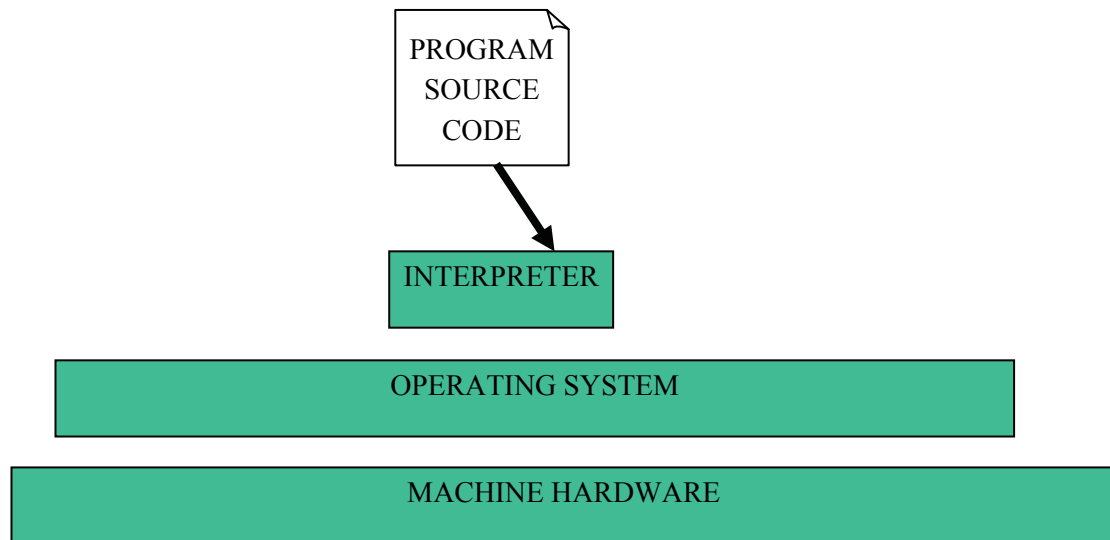 PROGRAM
SOURCE
CODE
INTERPRETER
OPERATING SYSTEM
MACHINE HARDWARE